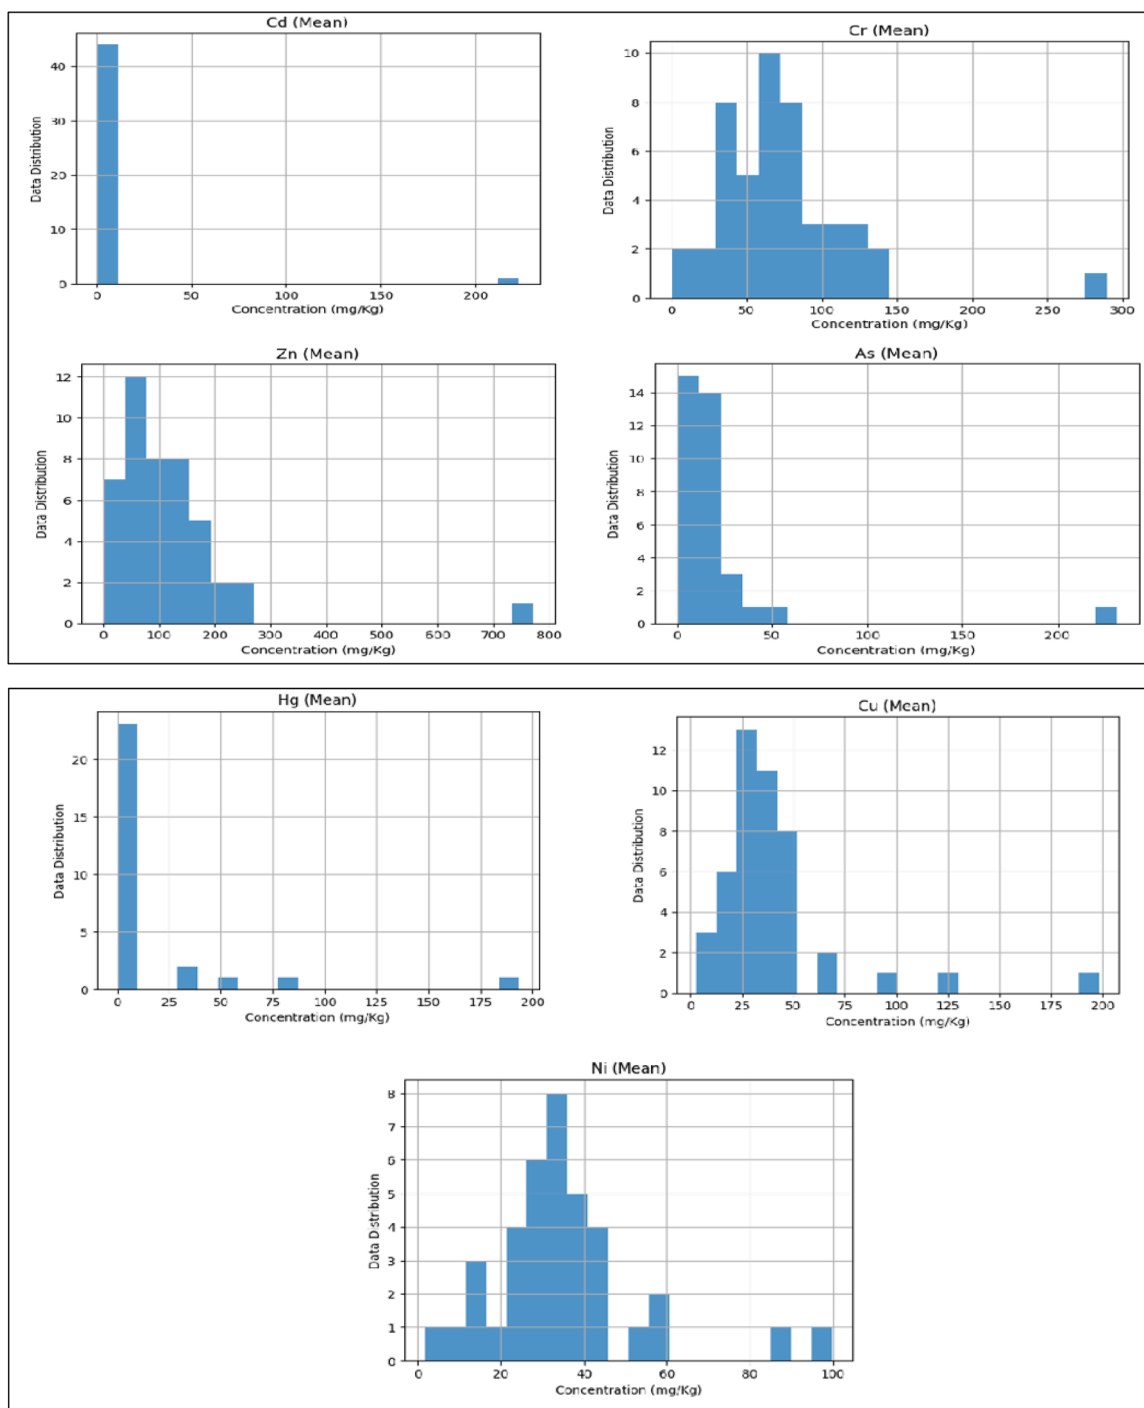 Cd (Mean)
Data Distribution
40
30
20
10
0
0 50 100 150 200
Concentration (mg/Kg)
Cr (Mean)
Data Distribution
10
8
6
4
2
0
0 50 100 150 200 250 300
Concentration (mg/Kg)
Zn (Mean)
Data Distribution
12
10
8
6
4
2
0
0 100 200 300 400 500 600 700 800
Concentration (mg/Kg)
As (Mean)
Data Distribution
14
12
10
8
6
4
2
0
0 50 100 150 200
Concentration (mg/Kg)
Hg (Mean)
Data Distribution
20
15
10
5
0
0 25 50 75 100 125 150 175 200
Concentration (mg/Kg)
Cu (Mean)
Data Distribution
12
10
8
6
4
2
0
0 25 50 75 100 125 150 175 200
Concentration (mg/Kg)
Ni (Mean)
Data Distribution
8
7
6
5
4
3
2
1
0
0 20 40 60 80 100
Concentration (mg/Kg)